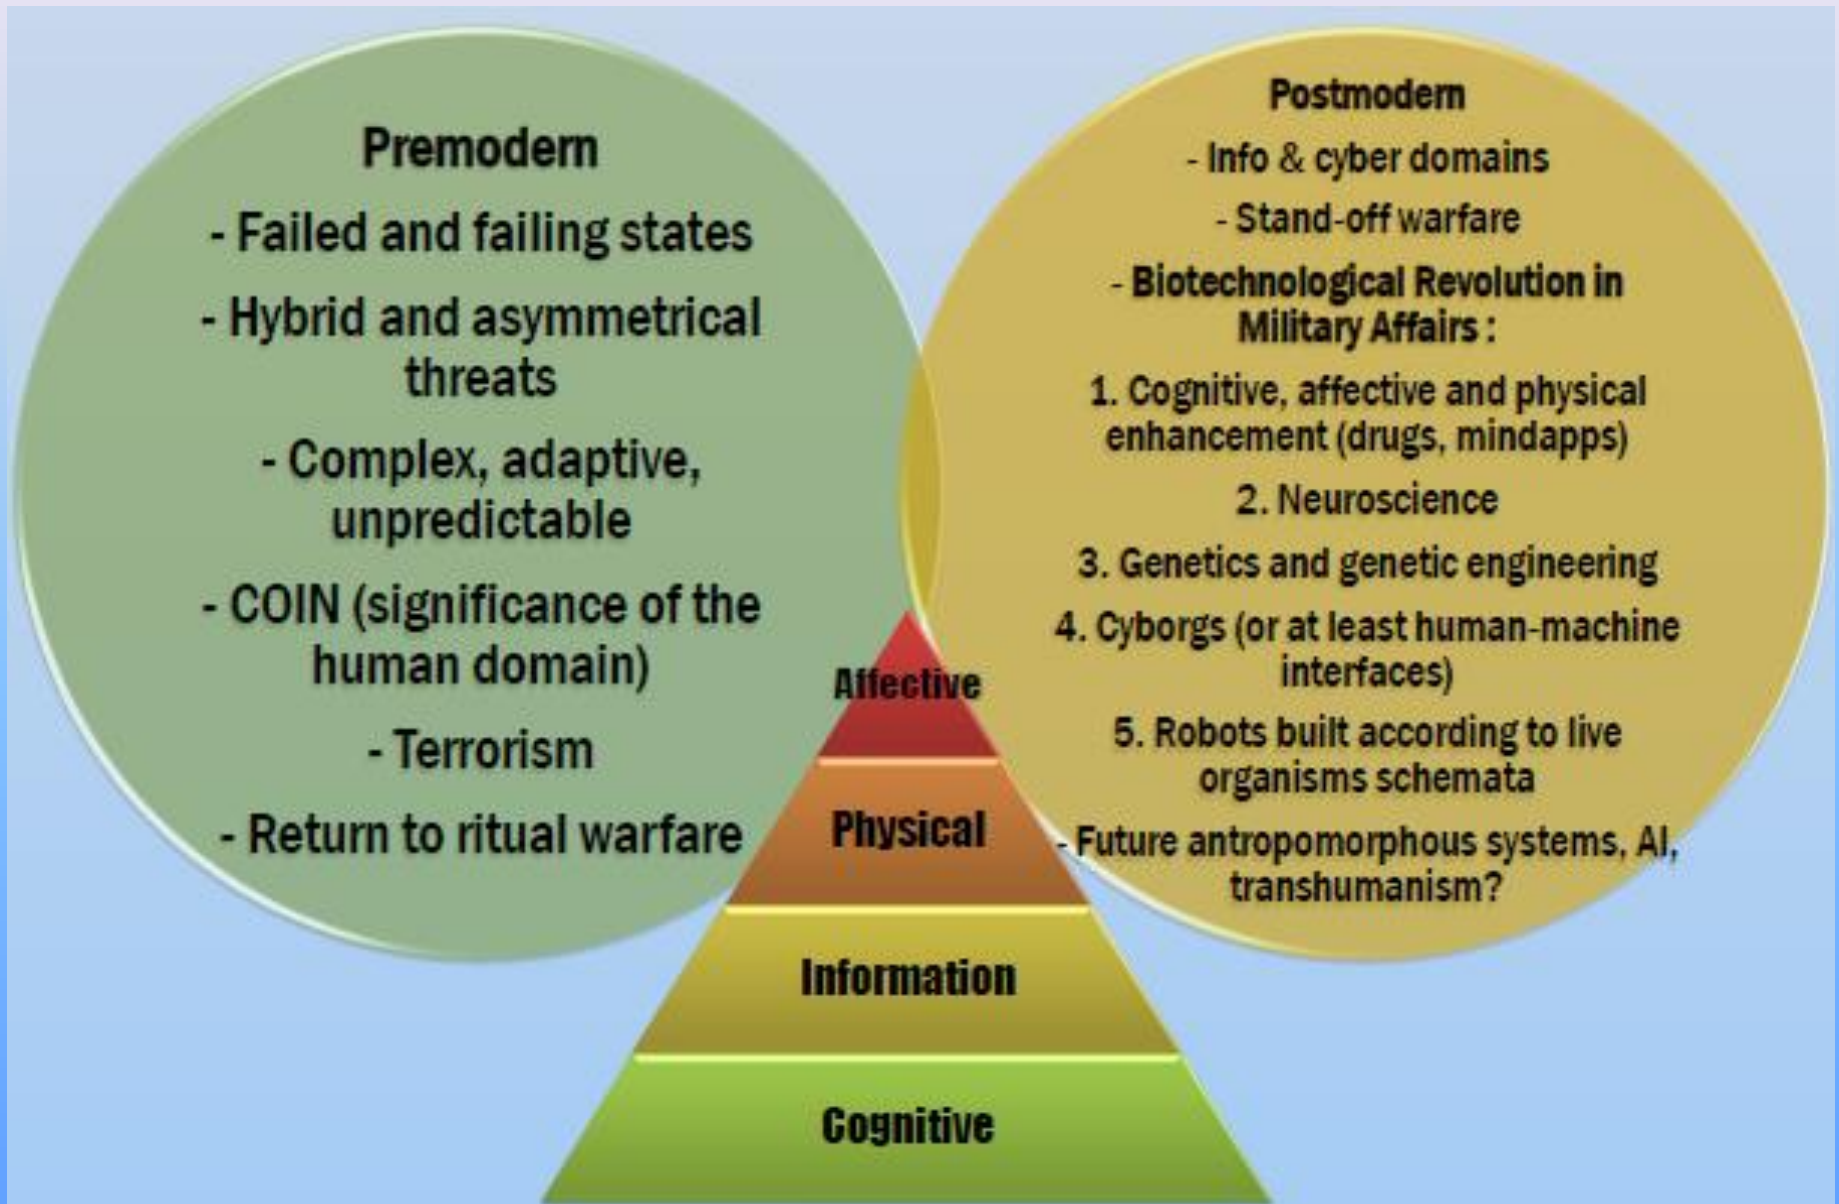 Premodern
- Failed and failing states
- Hybrid and asymmetrical
threats
- Complex, adaptive,
unpredictable
- COIN (significance of the
human domain)
- Terrorism
- Return to ritual warfare
Postmodern
- Info & cyber domains
- Stand-off warfare
- Biotechnological Revolution in
Military Affairs :
1. Cognitive, affective and physical
enhancement (drugs, mindapps)
2. Neuroscience
3. Genetics and genetic engineering
4. Cyborgs (or at least human-machine
interfaces)
5. Robots built according to live
organisms schemata
- Future antropomorphous systems, AI,
transhumanism?
Affective
Physical
Information
Cognitive